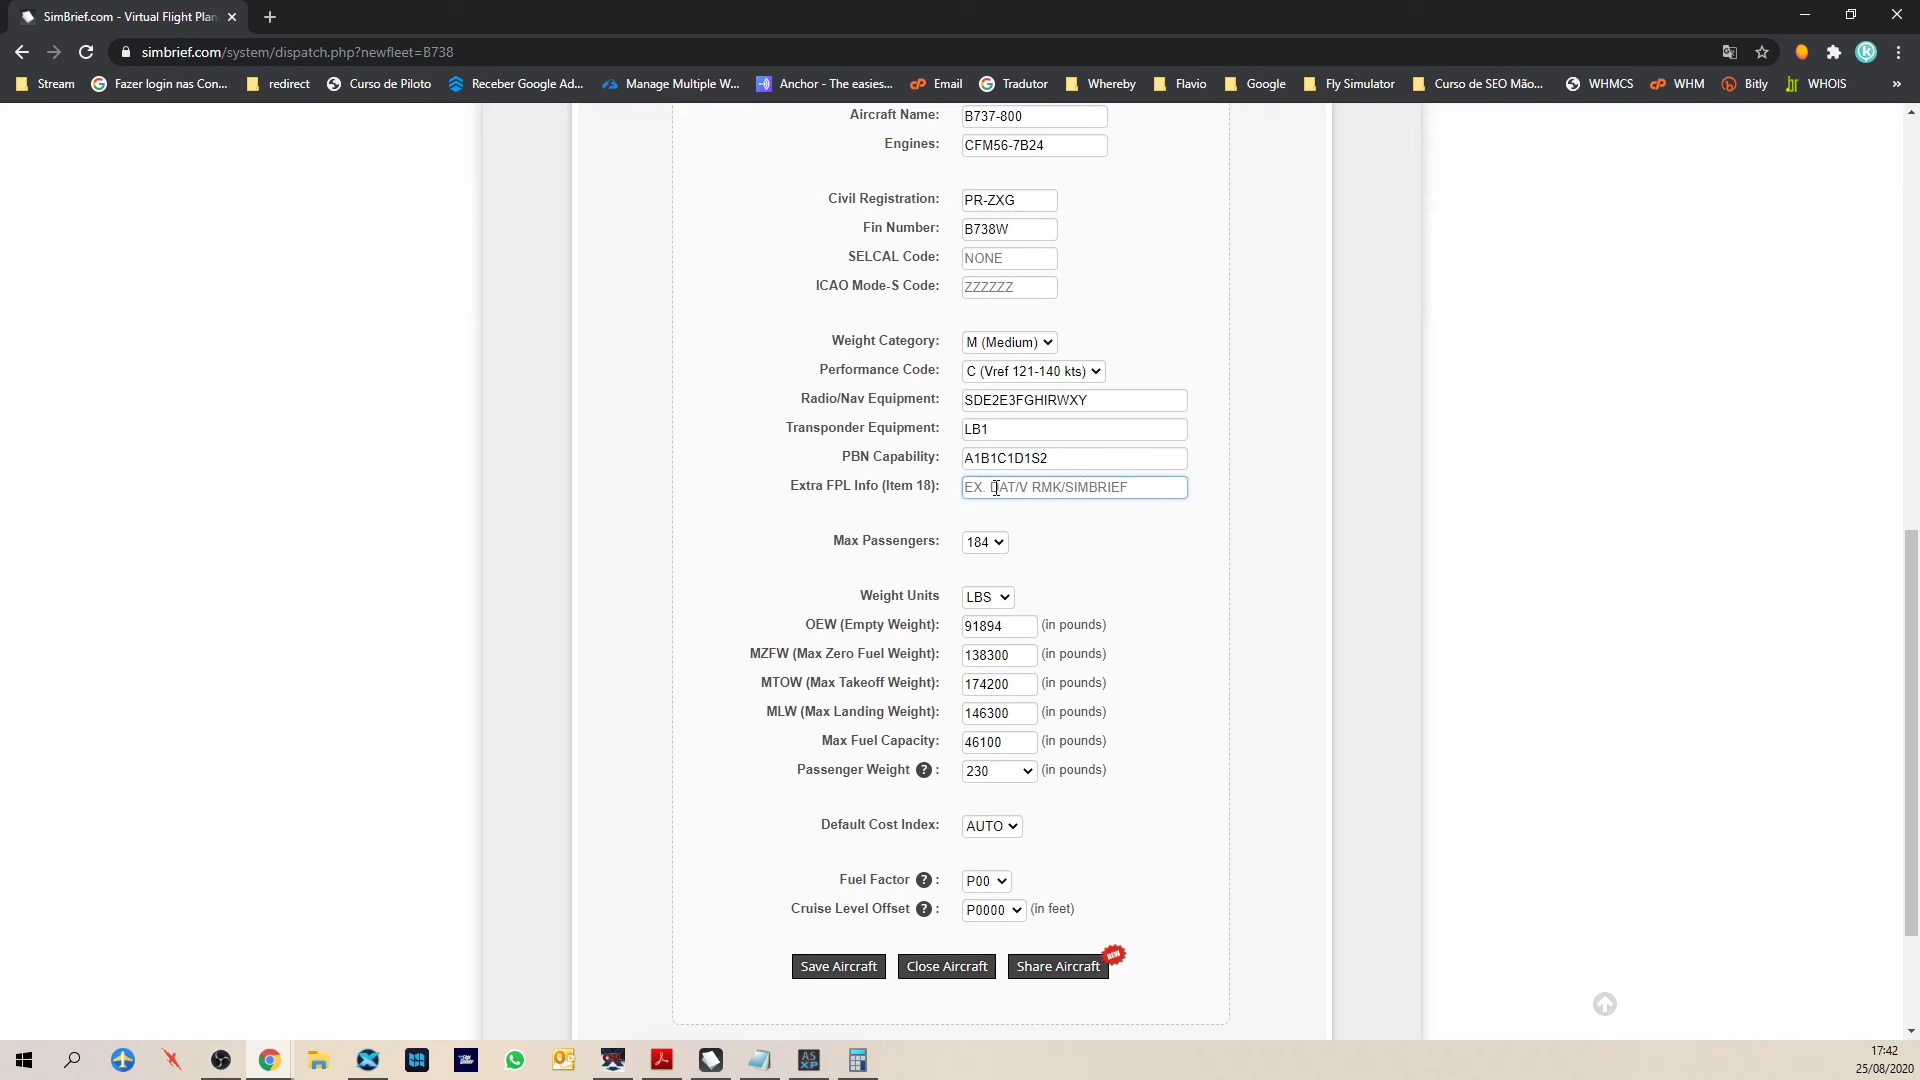 SimBrief.com - Virtual Flight Plan
simbrief.com/system/dispatch.php?newfleet=B738
Stream
Fazer login nas Con...
redirect
Curso de Piloto
Receber Google Ad...
Manage Multiple W...
Anchor - The easies...
Email
Tradutor
Whereby
Flavio
Google
Fly Simulator
Curso de SEO Mão...
WHMCS
WHM
Bitly
WHOIS
»
Aircraft Name: B737-800
Engines: CFM56-7B24
Civil Registration: PR-ZXG
Fin Number: B738W
SELCAL Code: NONE
ICAO Mode-S Code: ZZZZZZ
Weight Category: M (Medium)
Performance Code: C (Vref 121-140 kts)
Radio/Nav Equipment: SDE2E3FGHIRWXY
Transponder Equipment: LB1
PBN Capability: A1B1C1D1S2
Extra FPL Info (Item 18): EX. DAT/V RMK/SIMBRIEF
Max Passengers: 184
Weight Units LBS
OEW (Empty Weight): 91894 (in pounds)
MZFW (Max Zero Fuel Weight): 138300 (in pounds)
MTOW (Max Takeoff Weight): 174200 (in pounds)
MLW (Max Landing Weight): 146300 (in pounds)
Max Fuel Capacity: 46100 (in pounds)
Passenger Weight ? : 230 (in pounds)
Default Cost Index: AUTO
Fuel Factor ? : P00
Cruise Level Offset ? : P0000 (in feet)
Save Aircraft
Close Aircraft
Share Aircraft
NEW
AS
XP
17:42
25/08/2020